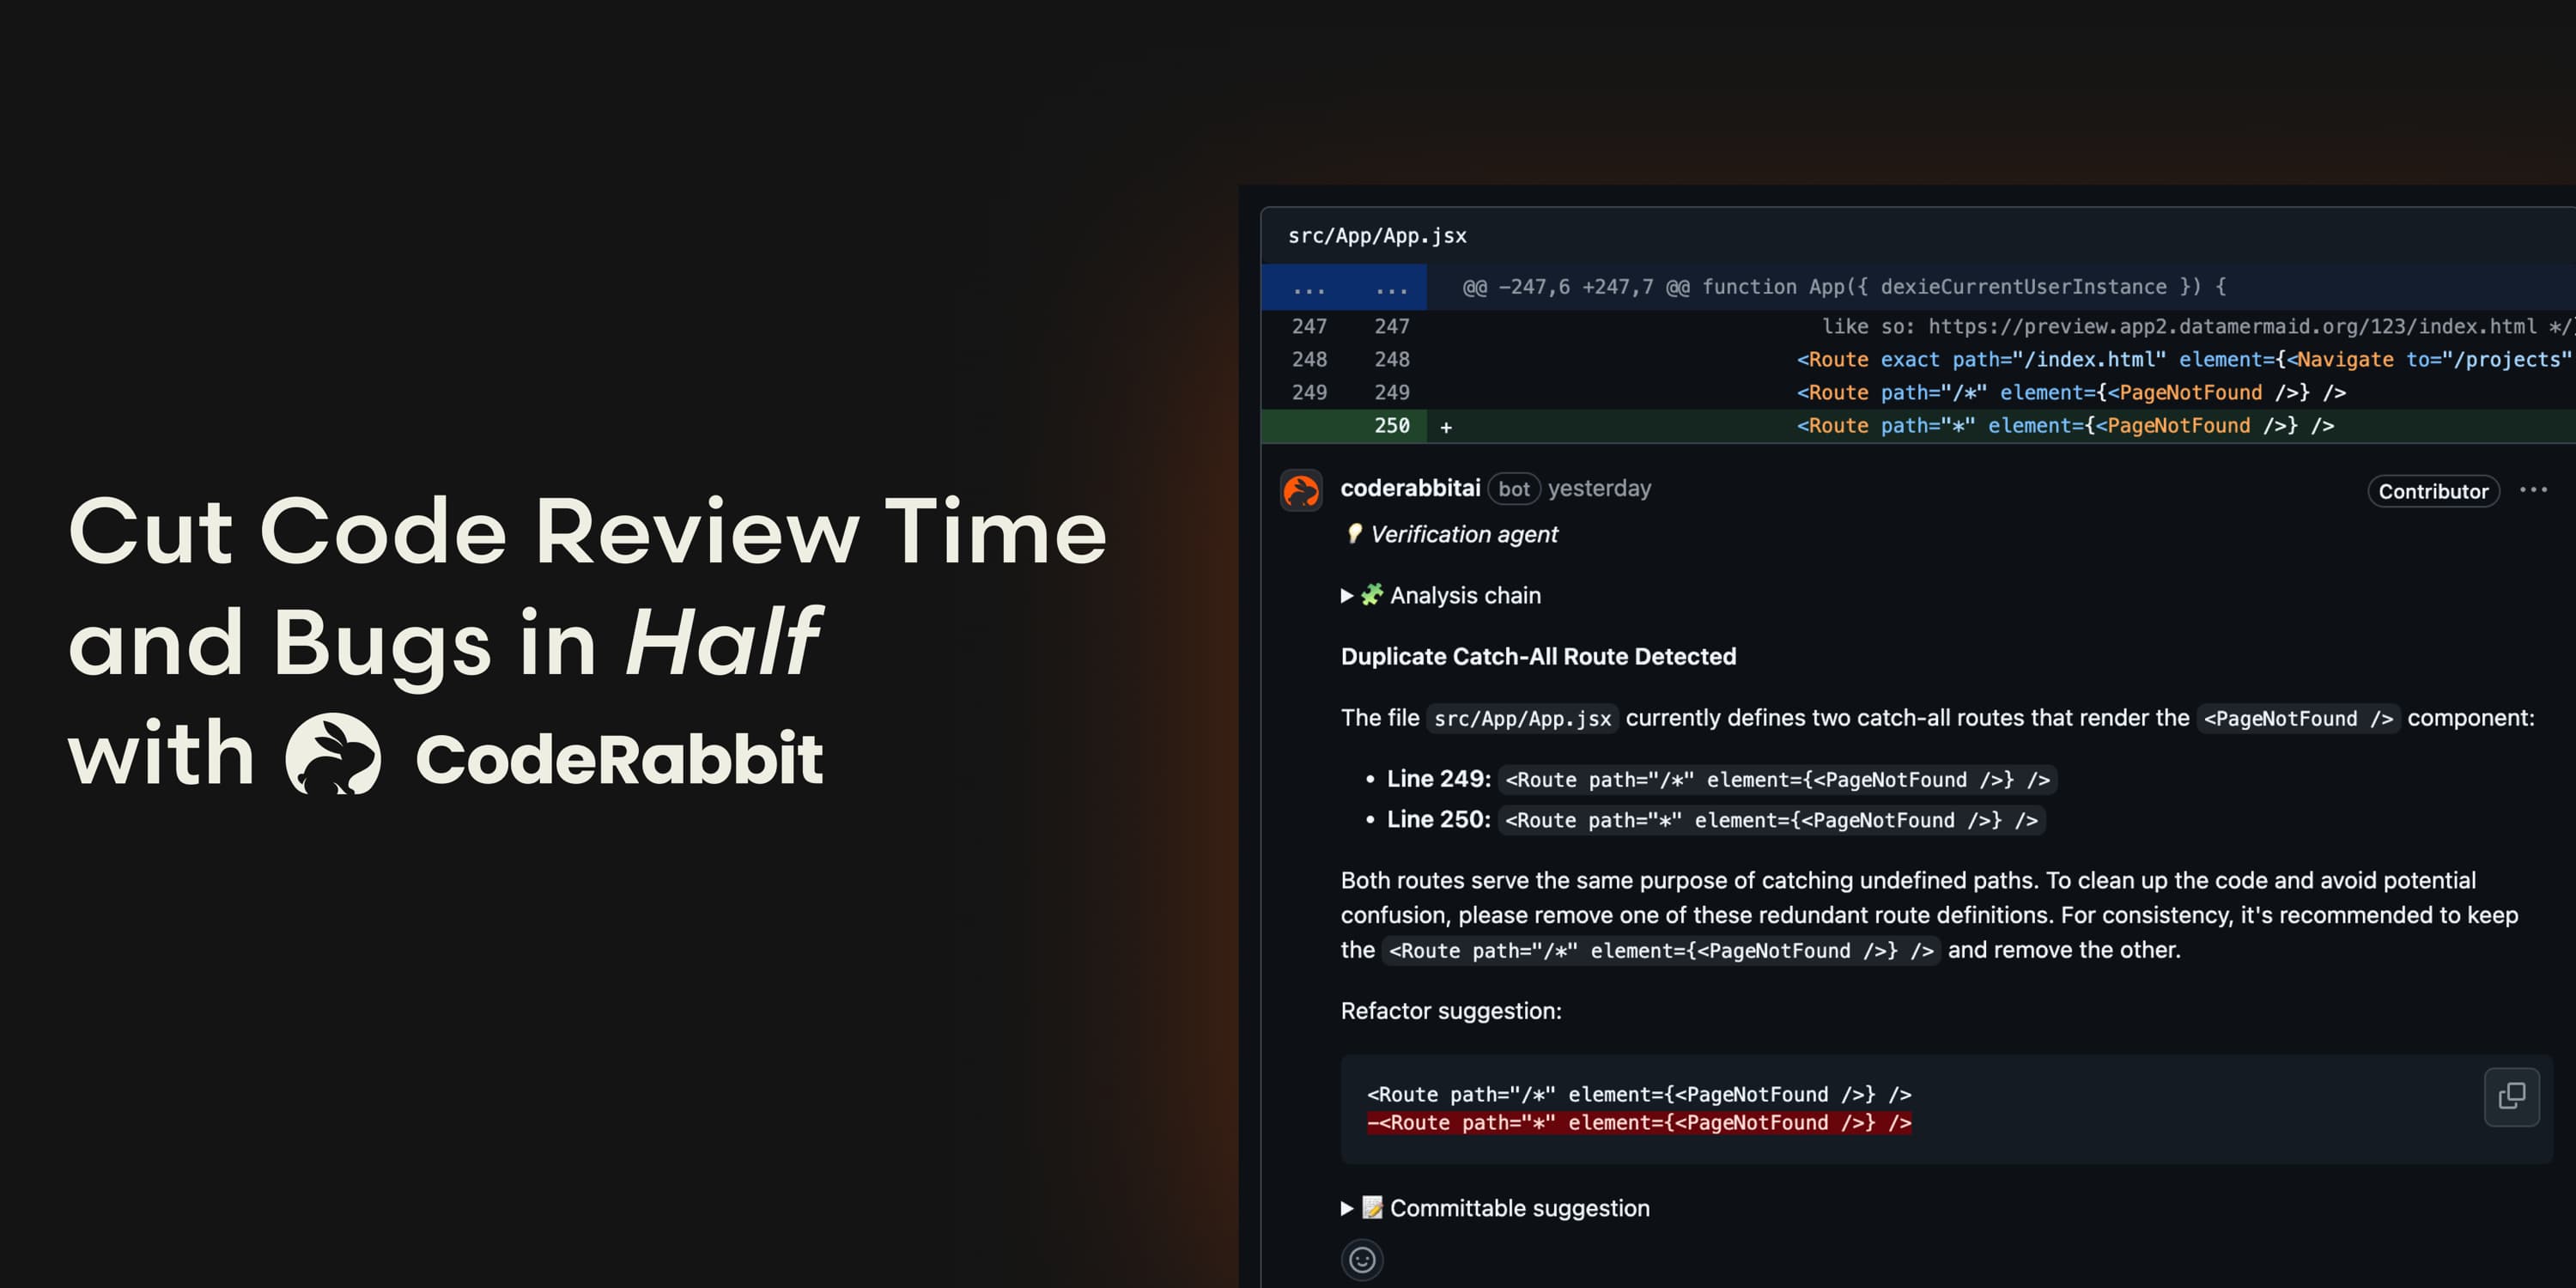 Cut Code Review Time
and Bugs in Half
with CodeRabbit
src/App/App.jsx
... ... @@ -247,6 +247,7 @@ function App({ dexieCurrentUserInstance }) {
247 247 like so: https://preview.app2.datamermaid.org/123/index.html */}
248 248 <Route exact path="/index.html" element={<Navigate to="/projects"
249 249 <Route path="/*" element={<PageNotFound />} />
250 + <Route path="*" element={<PageNotFound />} />
coderabbitai bot yesterday Contributor ...
💡 Verification agent
▶ 🧩 Analysis chain
Duplicate Catch-All Route Detected
The file src/App/App.jsx currently defines two catch-all routes that render the <PageNotFound /> component:
• Line 249: <Route path="/*" element={<PageNotFound />} />
• Line 250: <Route path="*" element={<PageNotFound />} />
Both routes serve the same purpose of catching undefined paths. To clean up the code and avoid potential
confusion, please remove one of these redundant route definitions. For consistency, it's recommended to keep
the <Route path="/*" element={<PageNotFound />} /> and remove the other.
Refactor suggestion:
<Route path="/*" element={<PageNotFound />} />
-<Route path="*" element={<PageNotFound />} />
▶ 📝 Committable suggestion